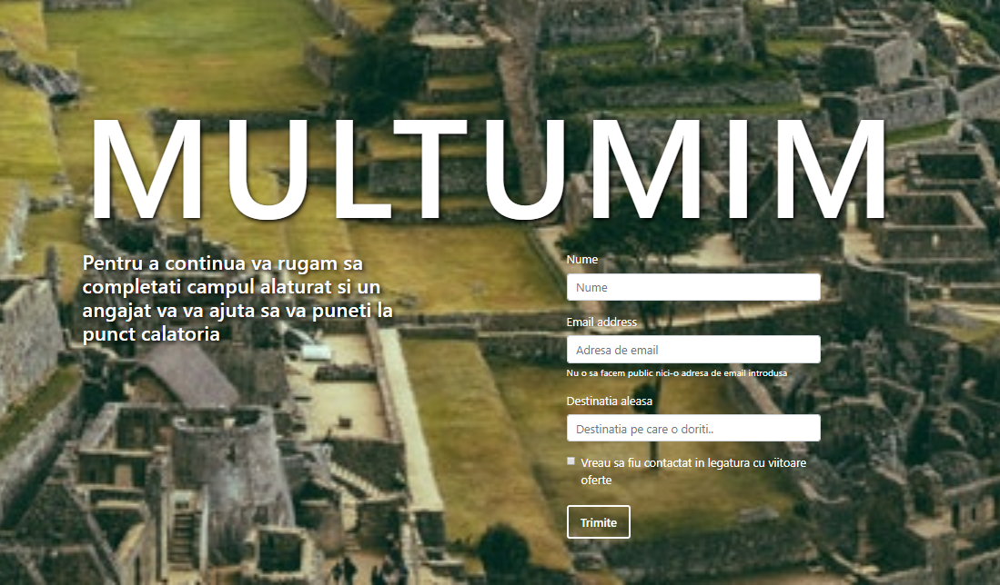 MULTUMIM
Pentru a continua va rugam sa
completati campul alaturat si un
angajat va va ajuta sa va puneti la
punct calatoria
Nume
Nume
Email address
Adresa de email
Nu o sa facem public nici-o adresa de email introdusa
Destinatia aleasa
Destinatia pe care o doriti..
Vreau sa fiu contactat in legatura cu viitoare
oferte
Trimite